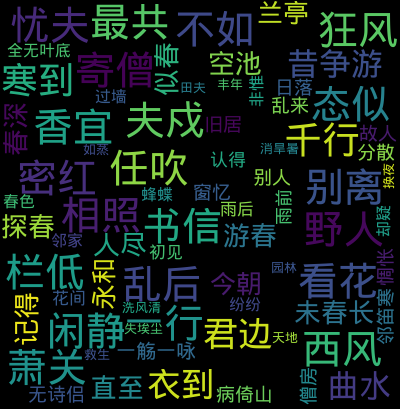 忧夫
最共
不如
兰亭
狂风
全无叶底
寄僧
似春
空池
昔争游
寒到
过墙
田夫
丰年
非惟
日落
态似
春深
香宜
夫戍
旧居
乱来
千行
故人
如蒸
任吹
认得
消旱暑
分散
密红
蜂蝶
窗忆
别人
别离
换夜
春色
相照
书信
雨后
雨前
野人
却疑
探春
邻家
人尽
初见
游春
惆怅
栏低
永和
乱后
今朝
园林
看花
花间
洗风清
纷纷
未春长
邻笛寒
记得
闲静
失埃尘
行
君边
天地
西风
萧关
救生
一觞一咏
无诗侣
直至
衣到
病倚山
僧房
曲水